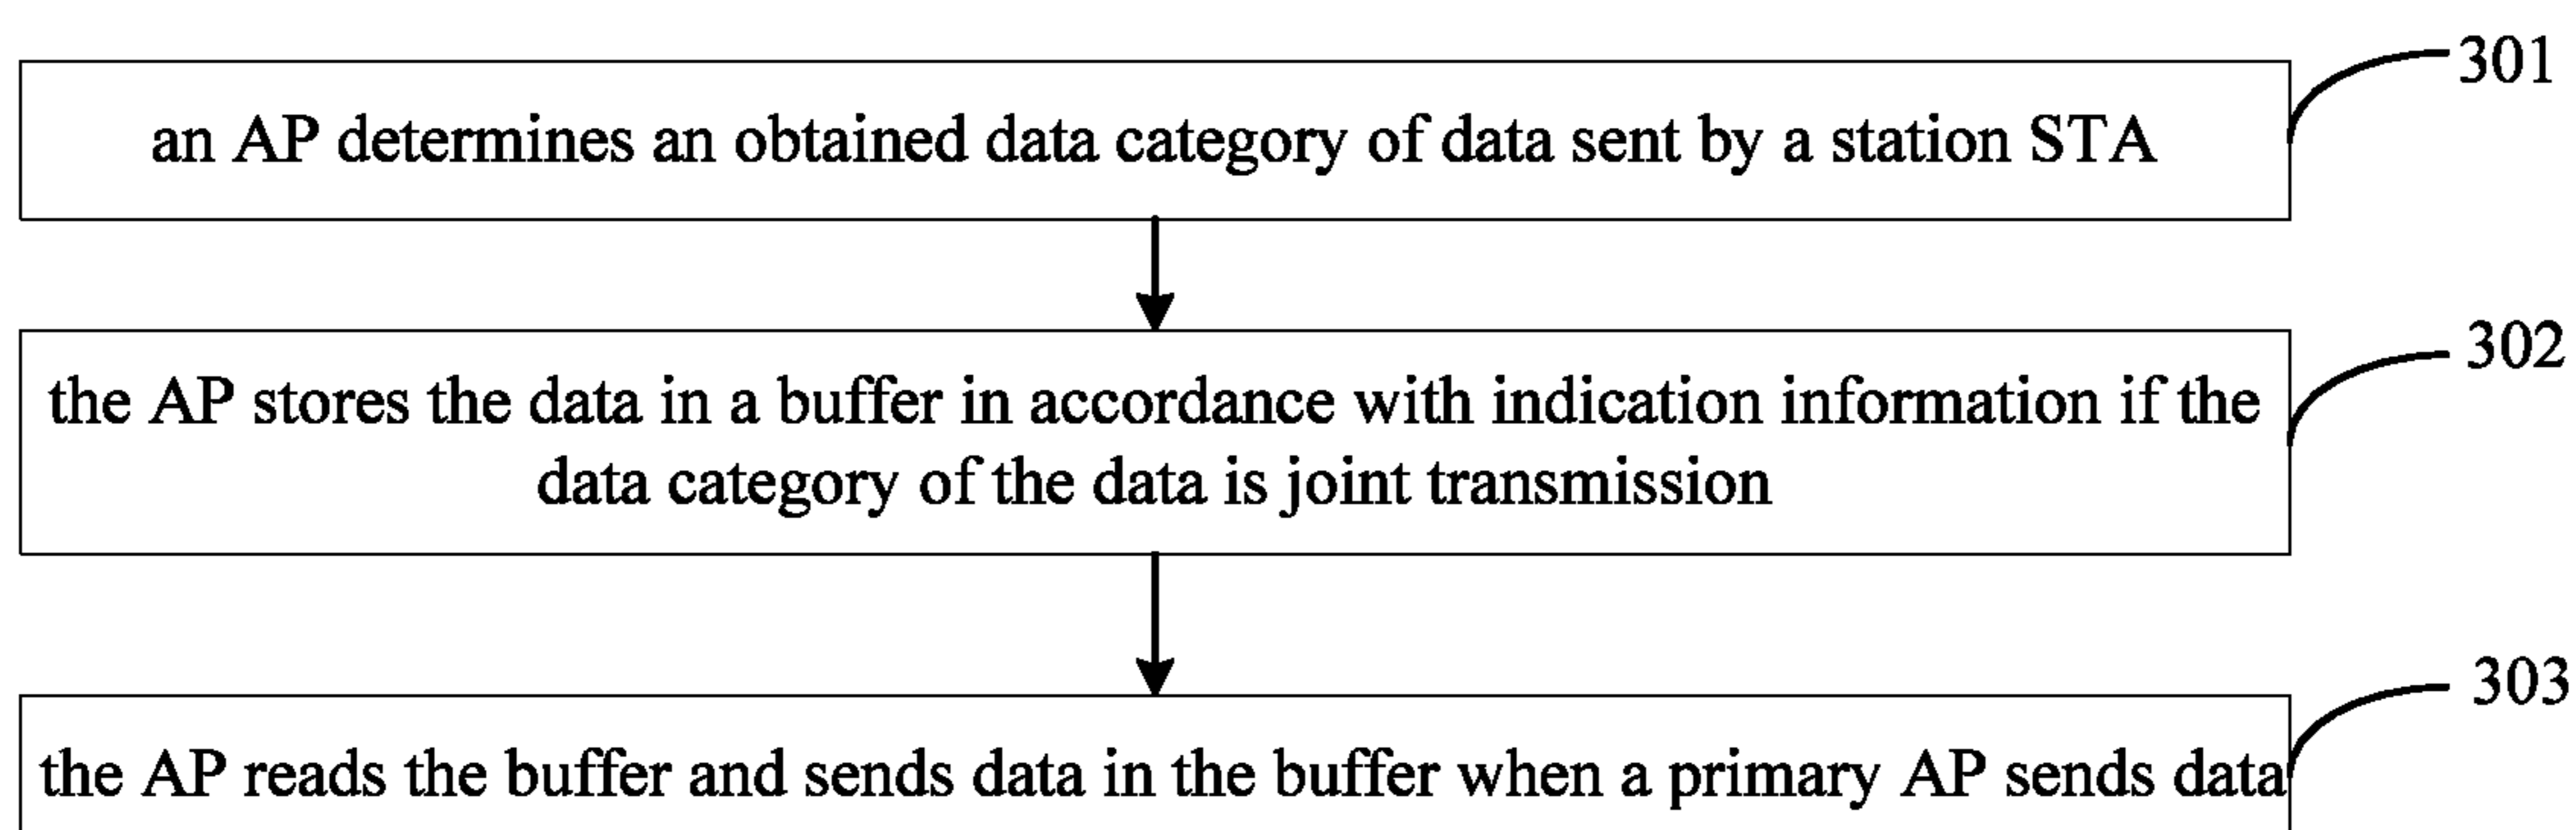 301
an AP determines an obtained data category of data sent by a station STA
302
the AP stores the data in a buffer in accordance with indication information if the
data category of the data is joint transmission
303
the AP reads the buffer and sends data in the buffer when a primary AP sends data